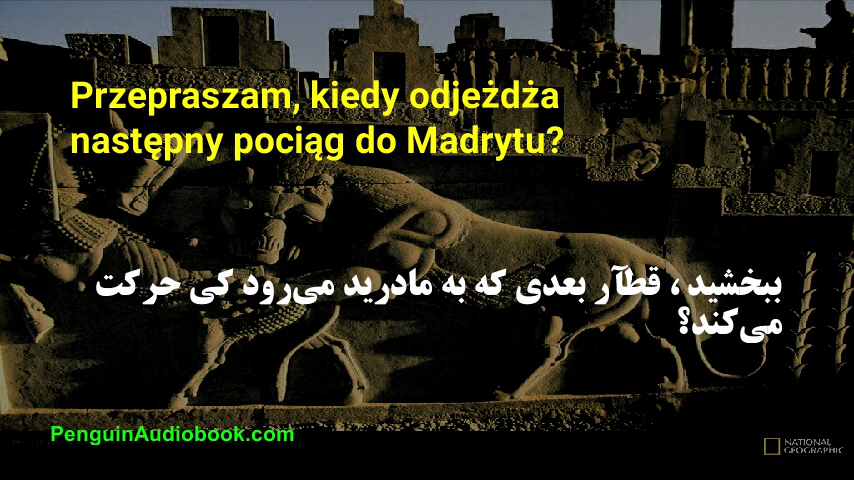 Przepraszam, kiedy odjeżdża
następny pociąg do Madrytu?
ببخشید، قطآر بعدی که به مادرید می‌رود کی حرکت
می‌کند؟
PenguinAudiobook.com
NATIONAL
GEOGRAPHIC